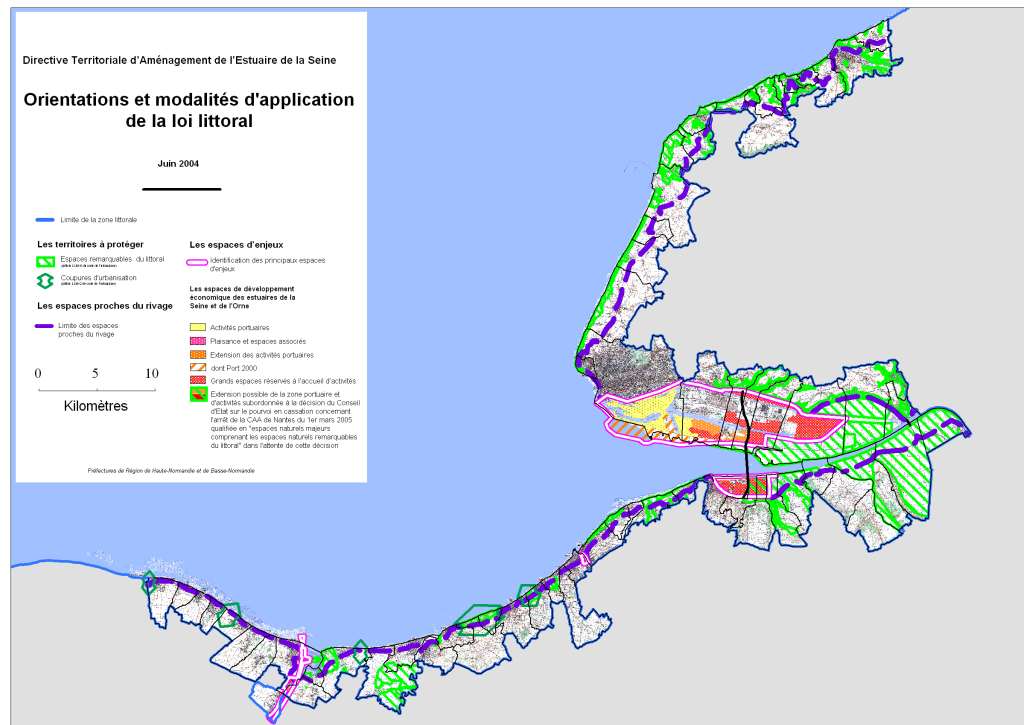 Directive Territoriale d'Aménagement de l'Estuaire de la Seine
Orientations et modalités d'application
de la loi littoral
Juin 2004
Limite de la zone littorale
Les territoires à protéger
Espaces remarquables du littoral
Coupures d'urbanisation
Les espaces proches du rivage
Limite des espaces
proches du rivage
0 5 10
Kilomètres
Les espaces d'enjeux
Identification des principaux espaces
d'enjeu
Les espaces de développement
économique des estuaires de la
Seine et de l'Orne
Activités portuaires
Plaisance et espaces associés
Extension des activités portuaires
dont Port 2000
Grands espaces réservés à l'accueil d'activités
Extension possible de la zone portuaire et
d'activités subordonnée à la décision du Conseil
d'Etat sur le pourvoi en cassation concernant
l'arrêt de la CAA de Nantes du 1er mars 2005
qualifiée en "espaces naturels majeurs
comprenant les espaces naturels remarquables
du littoral" dans l'attente de cette décision
Préfectures de Région de Haute-Normandie et de Basse-Normandie